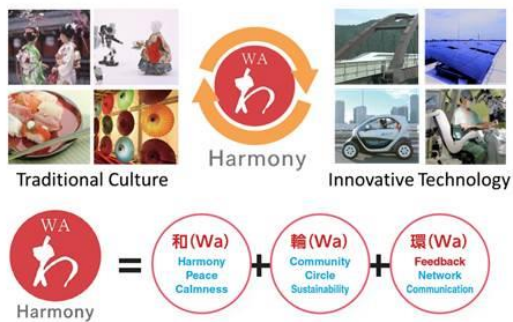 WA
わ
Harmony
Traditional Culture
Innovative Technology
WA
わ
Harmony
=
和(Wa)
Harmony
Peace
Calmness
+
輪(Wa)
Community
Circle
Sustainability
+
環(Wa)
Feedback
Network
Communication